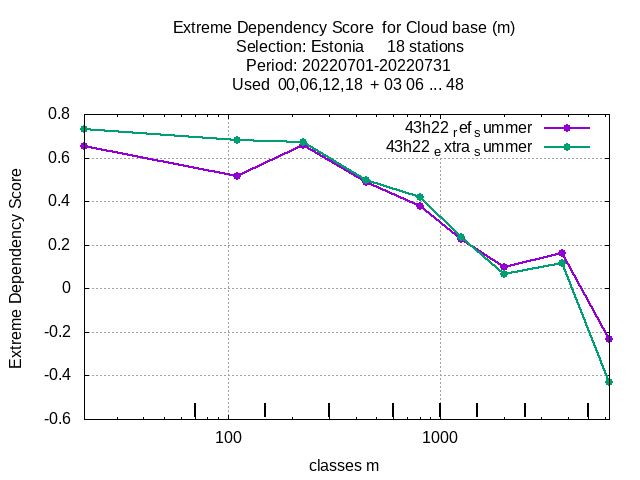 Extreme Dependency Score  for Cloud base (m)
Selection: Estonia     18 stations
Period: 20220701-20220731
Used  00,06,12,18  + 03 06 ... 48
43h22 ref summer
43h22 extra summer
0.8
0.6
0.4
0.2
0
-0.2
-0.4
-0.6
Extreme Dependency Score
100
1000
classes m